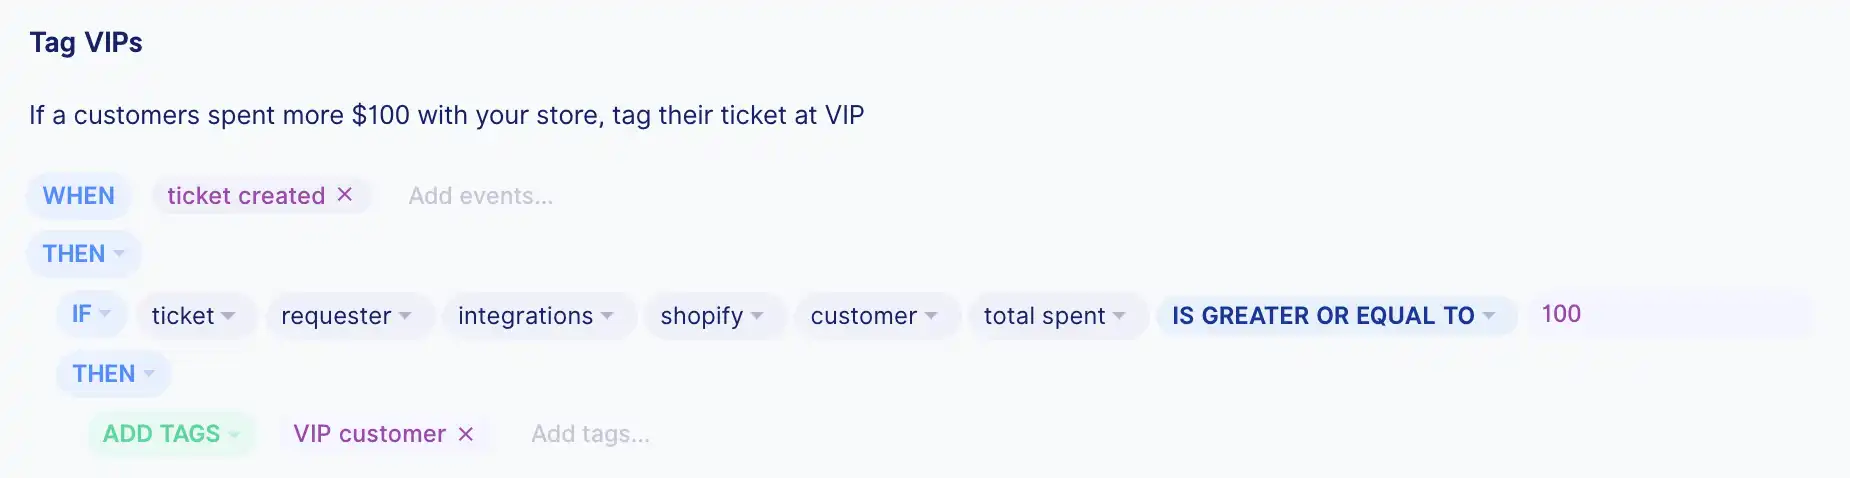 Tag VIPs
If a customers spent more $100 with your store, tag their ticket at VIP
WHEN ticket created × Add events...
THEN
IF ticket requester integrations shopify customer total spent IS GREATER OR EQUAL TO 100
THEN
ADD TAGS VIP customer × Add tags...